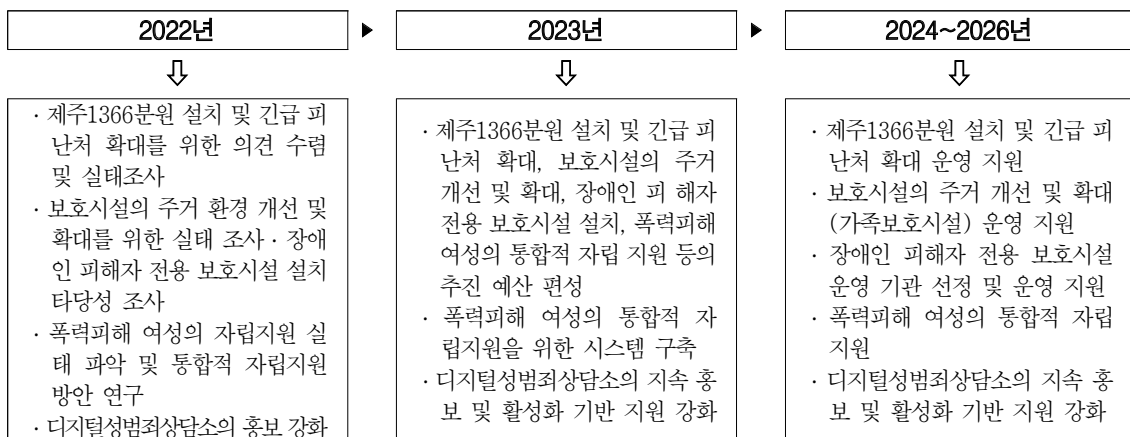 2022년 ▶ 2023년 ▶ 2024~2026년
· 제주1366분원 설치 및 긴급 피
난처 확대를 위한 의견 수렴
및 실태조사
· 보호시설의 주거 환경 개선 및
확대를 위한 실태 조사 · 장애
인 피해자 전용 보호시설 설치
타당성 조사
· 폭력피해 여성의 자립지원 실
태 파악 및 통합적 자립지원
방안 연구
· 디지털성범죄상담소의 홍보 강화
· 제주1366분원 설치 및 긴급 피
난처 확대, 보호시설의 주거
개선 및 확대, 장애인 피 해자
전용 보호시설 설치, 폭력피해
여성의 통합적 자립 지원 등의
추진 예산 편성
· 폭력피해 여성의 통합적 자
립지원을 위한 시스템 구축
· 디지털성범죄상담소의 지속 홍
보 및 활성화 기반 지원 강화
· 제주1366분원 설치 및 긴급 피
난처 확대 운영 지원
· 보호시설의 주거 개선 및 확대
(가족보호시설) 운영 지원
· 장애인 피해자 전용 보호시설
운영 기관 선정 및 운영 지원
· 폭력피해 여성의 통합적 자립
지원
· 디지털성범죄상담소의 지속 홍
보 및 활성화 기반 지원 강화